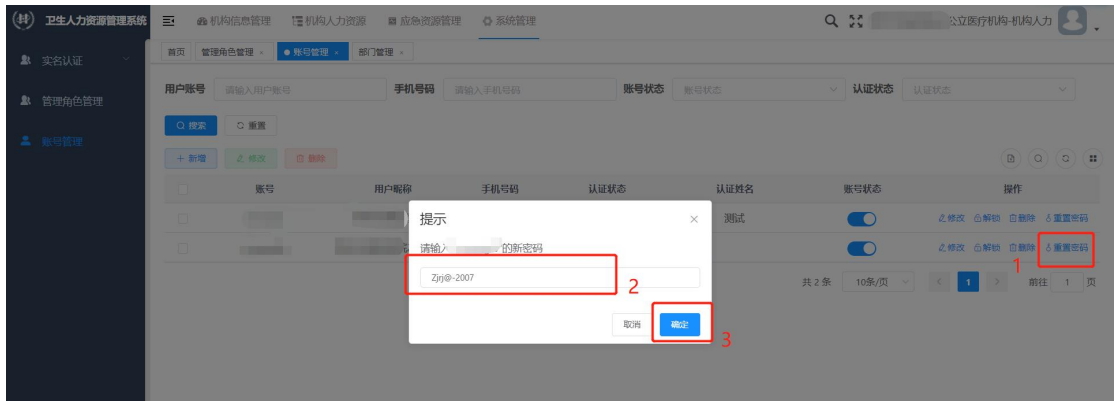 卫生人力资源管理系统
机构信息管理 机构人力资源 应急资源管理 系统管理
公立医疗机构-机构人力
首页 管理角色管理 × ● 账号管理 × 部门管理 ×
实名认证
管理角色管理
账号管理
用户账号 请输入用户账号 手机号码 请输入手机号码 账号状态 账号状态 认证状态 认证状态
搜索 重置
+ 新增 修改 删除
账号 用户昵称 手机号码 认证状态 认证姓名 账号状态 操作
测试 修改 解锁 删除 重置密码
修改 解锁 删除 重置密码
1
共 2 条 10条/页 < 1 > 前往 1 页
提示 ×
请输入 的新密码
Zjrj@-2007
2
取消 确定
3